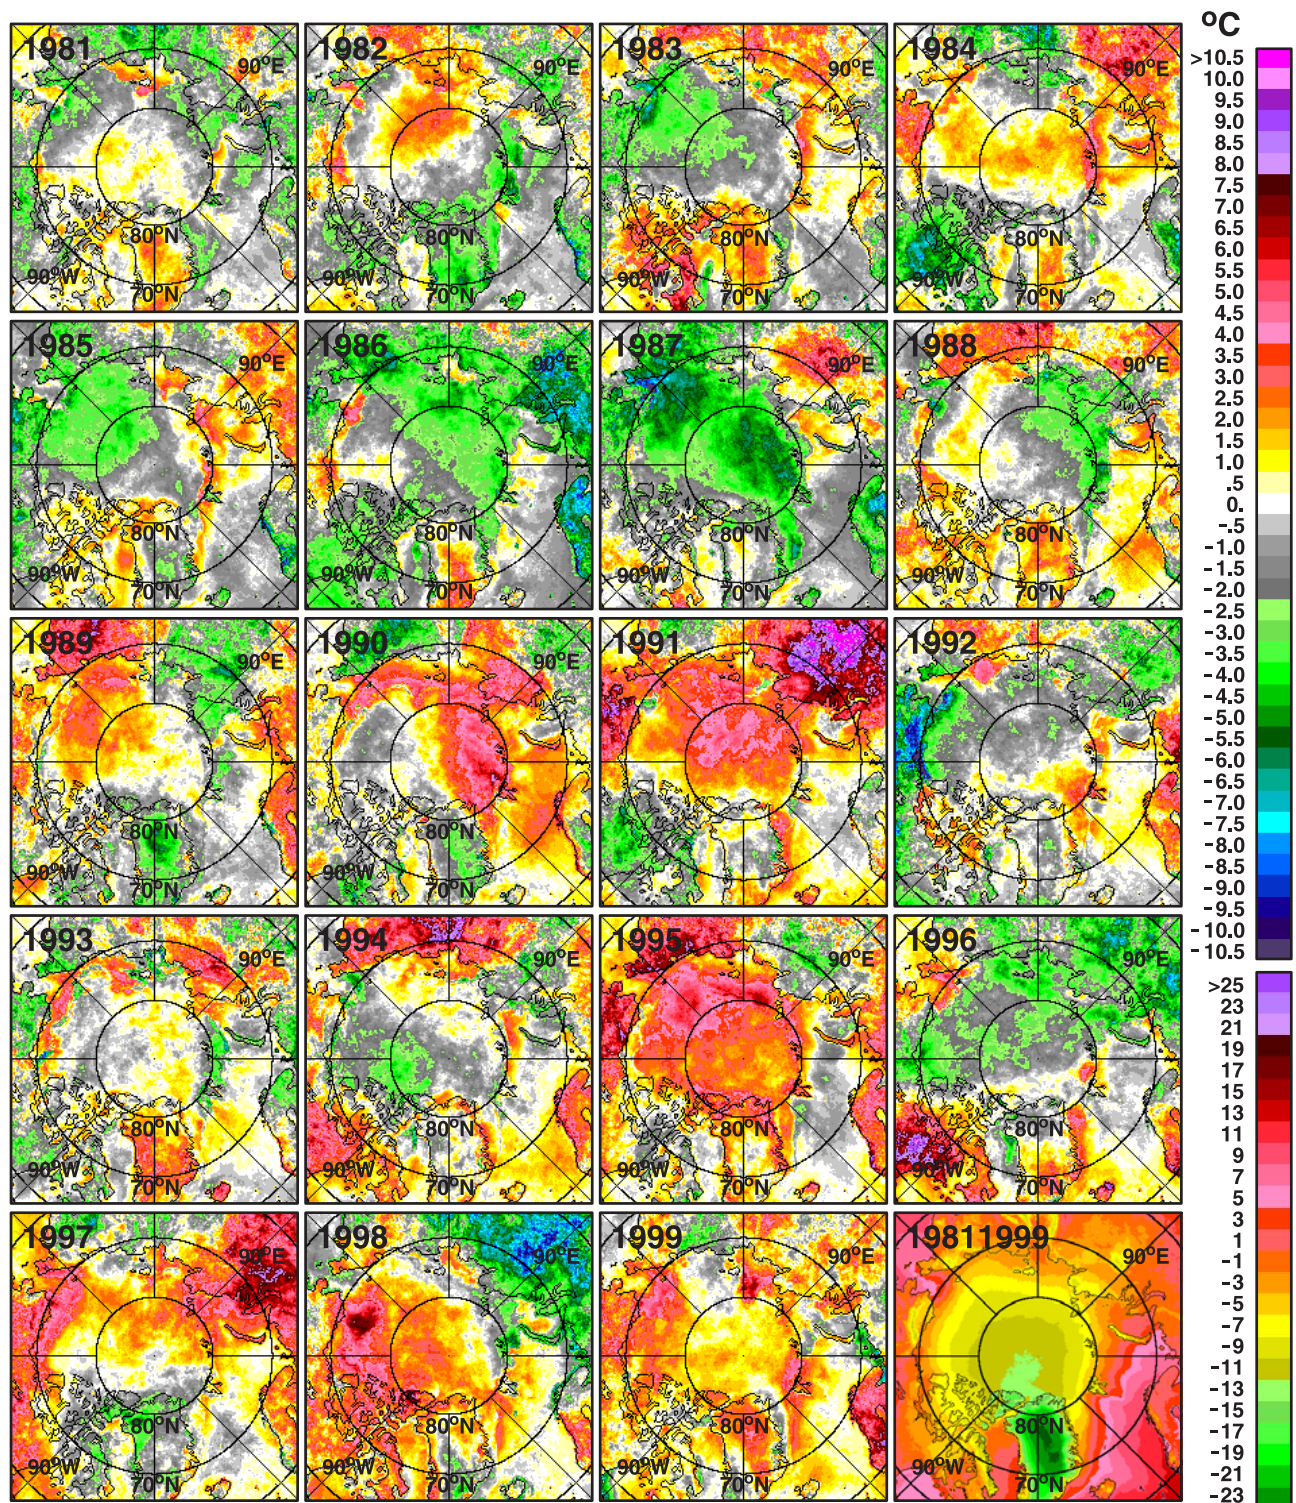 °C
1981
90°E
80°N
90°W
70°N
1982
90°E
80°N
90°W
70°N
1983
90°E
80°N
90°W
70°N
1984
90°E
80°N
90°W
70°N
1985
90°E
80°N
90°W
70°N
1986
90°E
80°N
90°W
70°N
1987
90°E
80°N
90°W
70°N
1988
90°E
80°N
90°W
70°N
1989
90°E
80°N
90°W
70°N
1990
90°E
80°N
90°W
70°N
1991
90°E
80°N
90°W
70°N
1992
90°E
80°N
90°W
70°N
1993
90°E
80°N
90°W
70°N
1994
90°E
80°N
90°W
70°N
1995
90°E
80°N
90°W
70°N
1996
90°E
80°N
90°W
70°N
1997
90°E
80°N
90°W
70°N
1998
90°E
80°N
90°W
70°N
1999
90°E
80°N
90°W
70°N
19811999
90°E
80°N
90°W
70°N
>10.5
10.0
9.5
9.0
8.5
8.0
7.5
7.0
6.5
6.0
5.5
5.0
4.5
4.0
3.5
3.0
2.5
2.0
1.5
1.0
.5
0.
-.5
-1.0
-1.5
-2.0
-2.5
-3.0
-3.5
-4.0
-4.5
-5.0
-5.5
-6.0
-6.5
-7.0
-7.5
-8.0
-8.5
-9.0
-9.5
-10.0
-10.5
>25
23
21
19
17
15
13
11
9
7
5
3
1
-1
-3
-5
-7
-9
-11
-13
-15
-17
-19
-21
-23